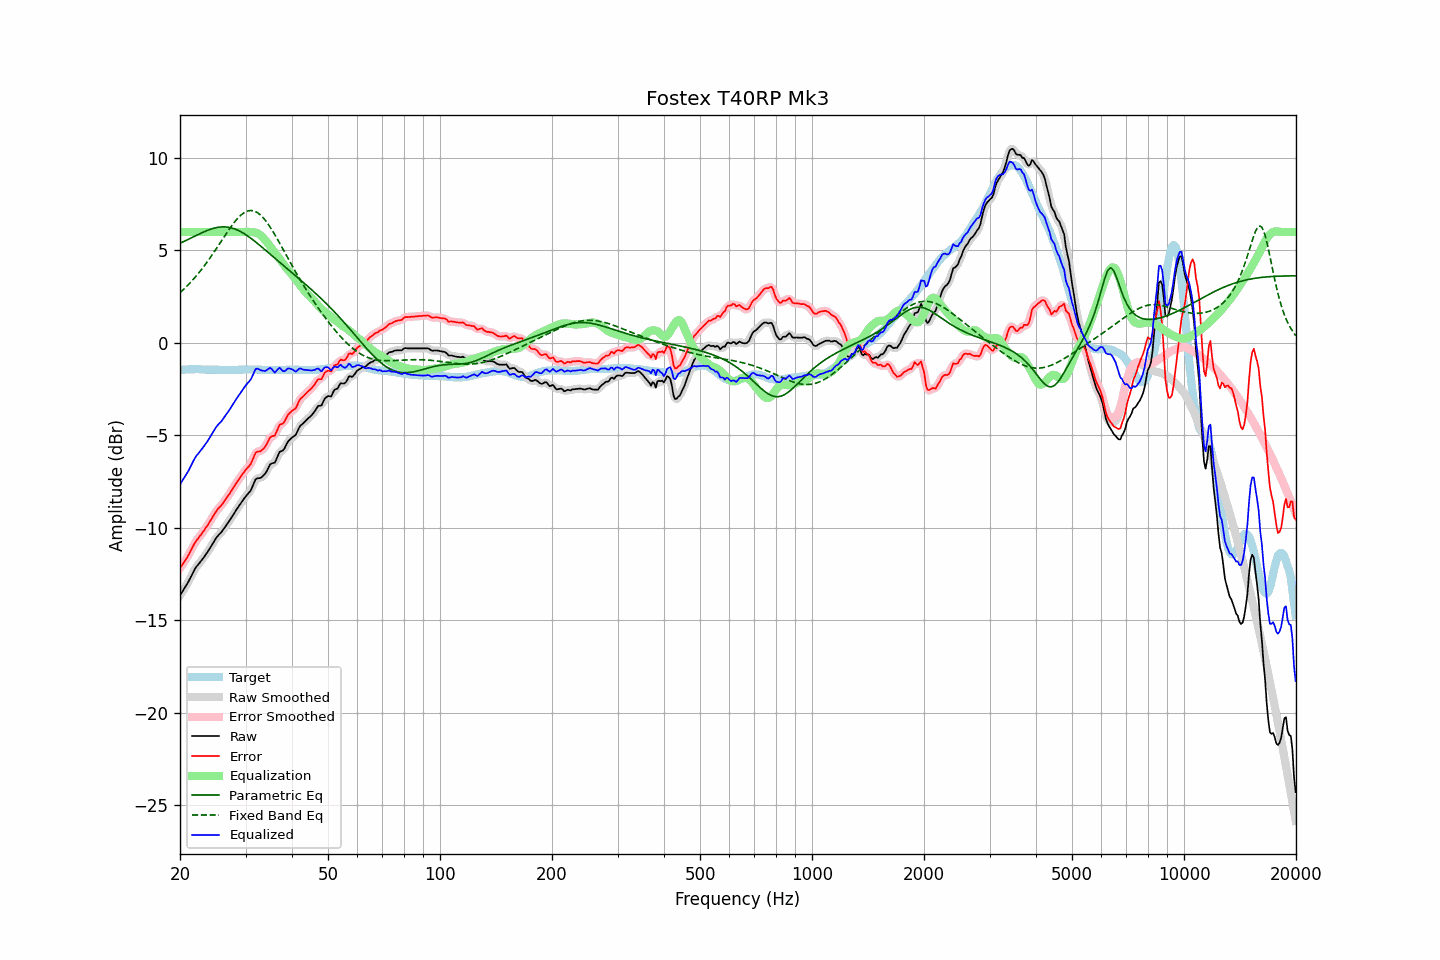 Fostex T40RP Mk3
Amplitude (dBr)
10
5
0
−5
−10
−15
−20
−25
Target
Raw Smoothed
Error Smoothed
Raw
Error
Equalization
Parametric Eq
Fixed Band Eq
Equalized
20 50 100 200 500 1000 2000 5000 10000 20000
Frequency (Hz)